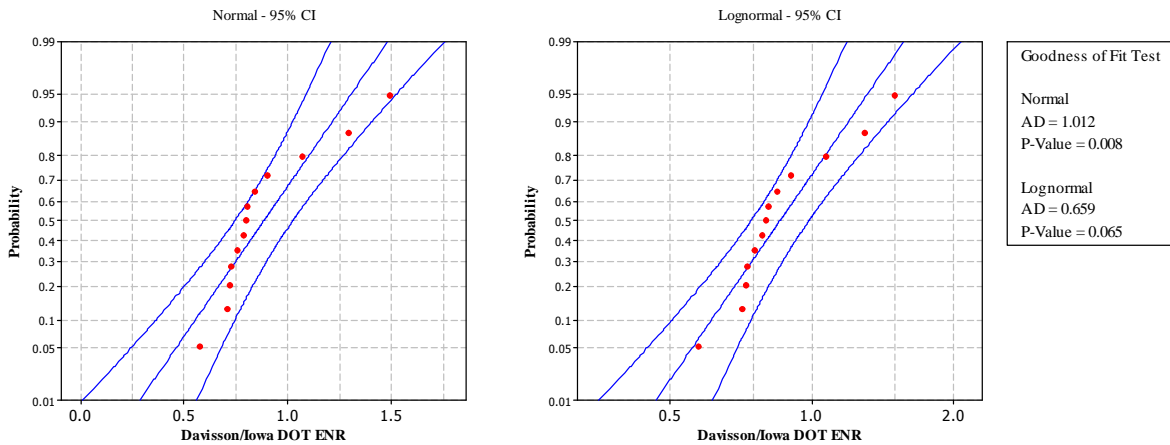 Normal - 95% CI
0.99
0.95
0.9
0.8
0.7
0.6
0.5
0.4
0.3
0.2
0.1
0.05
0.01
Probability
0.0 0.5 1.0 1.5
Davisson/Iowa DOT ENR
Lognormal - 95% CI
0.99
0.95
0.9
0.8
0.7
0.6
0.5
0.4
0.3
0.2
0.1
0.05
0.01
Probability
0.5 1.0 2.0
Davisson/Iowa DOT ENR
Goodness of Fit Test
Normal
AD = 1.012
P-Value = 0.008
Lognormal
AD = 0.659
P-Value = 0.065